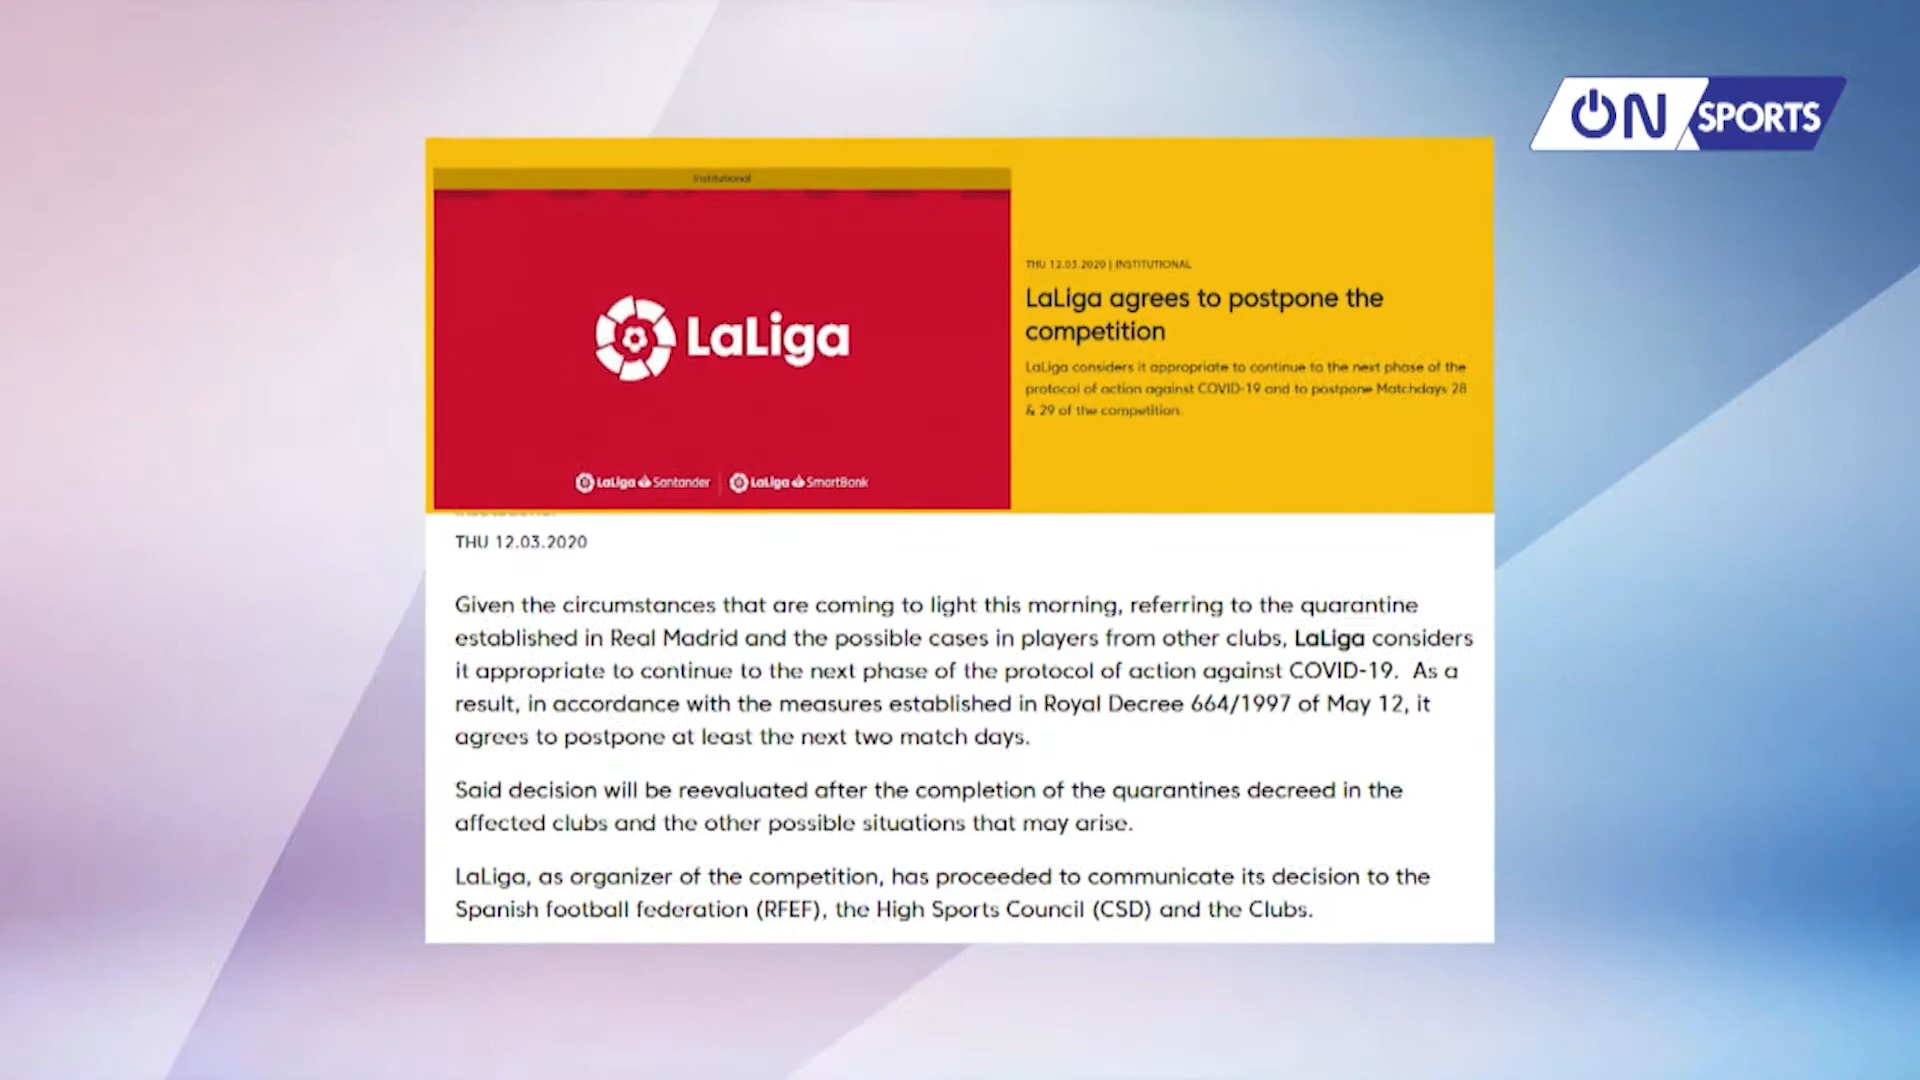 ON SPORTS
Institutional
LaLiga
LaLiga Santander | LaLiga SmartBank
THU 12.03.2020 | INSTITUTIONAL
LaLiga agrees to postpone the
competition
LaLiga considers it appropriate to continue to the next phase of the
protocol of action against COVID-19 and to postpone Matchdays 28
& 29 of the competition.
THU 12.03.2020
Given the circumstances that are coming to light this morning, referring to the quarantine
established in Real Madrid and the possible cases in players from other clubs, LaLiga considers
it appropriate to continue to the next phase of the protocol of action against COVID-19. As a
result, in accordance with the measures established in Royal Decree 664/1997 of May 12, it
agrees to postpone at least the next two match days.
Said decision will be reevaluated after the completion of the quarantines decreed in the
affected clubs and the other possible situations that may arise.
LaLiga, as organizer of the competition, has proceeded to communicate its decision to the
Spanish football federation (RFEF), the High Sports Council (CSD) and the Clubs.